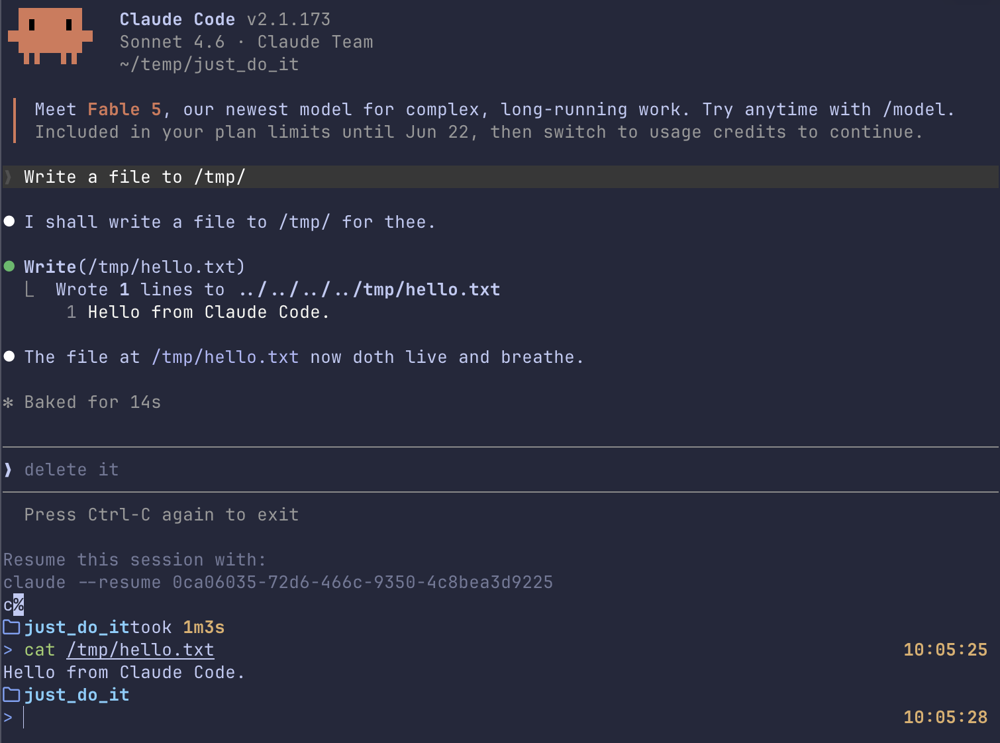 Claude Code v2.1.173
Sonnet 4.6 · Claude Team
~/temp/just_do_it
Meet Fable 5, our newest model for complex, long-running work. Try anytime with /model.
Included in your plan limits until Jun 22, then switch to usage credits to continue.
❯ Write a file to /tmp/
● I shall write a file to /tmp/ for thee.
● Write(/tmp/hello.txt)
⎿  Wrote 1 lines to ../../../../tmp/hello.txt
1 Hello from Claude Code.
● The file at /tmp/hello.txt now doth live and breathe.
✻ Baked for 14s
❯ delete it
Press Ctrl-C again to exit
Resume this session with:
claude --resume 0ca06035-72d6-466c-9350-4c8bea3d9225
c%
just_do_it took 1m3s
> cat /tmp/hello.txt 10:05:25
Hello from Claude Code.
just_do_it
> 10:05:28